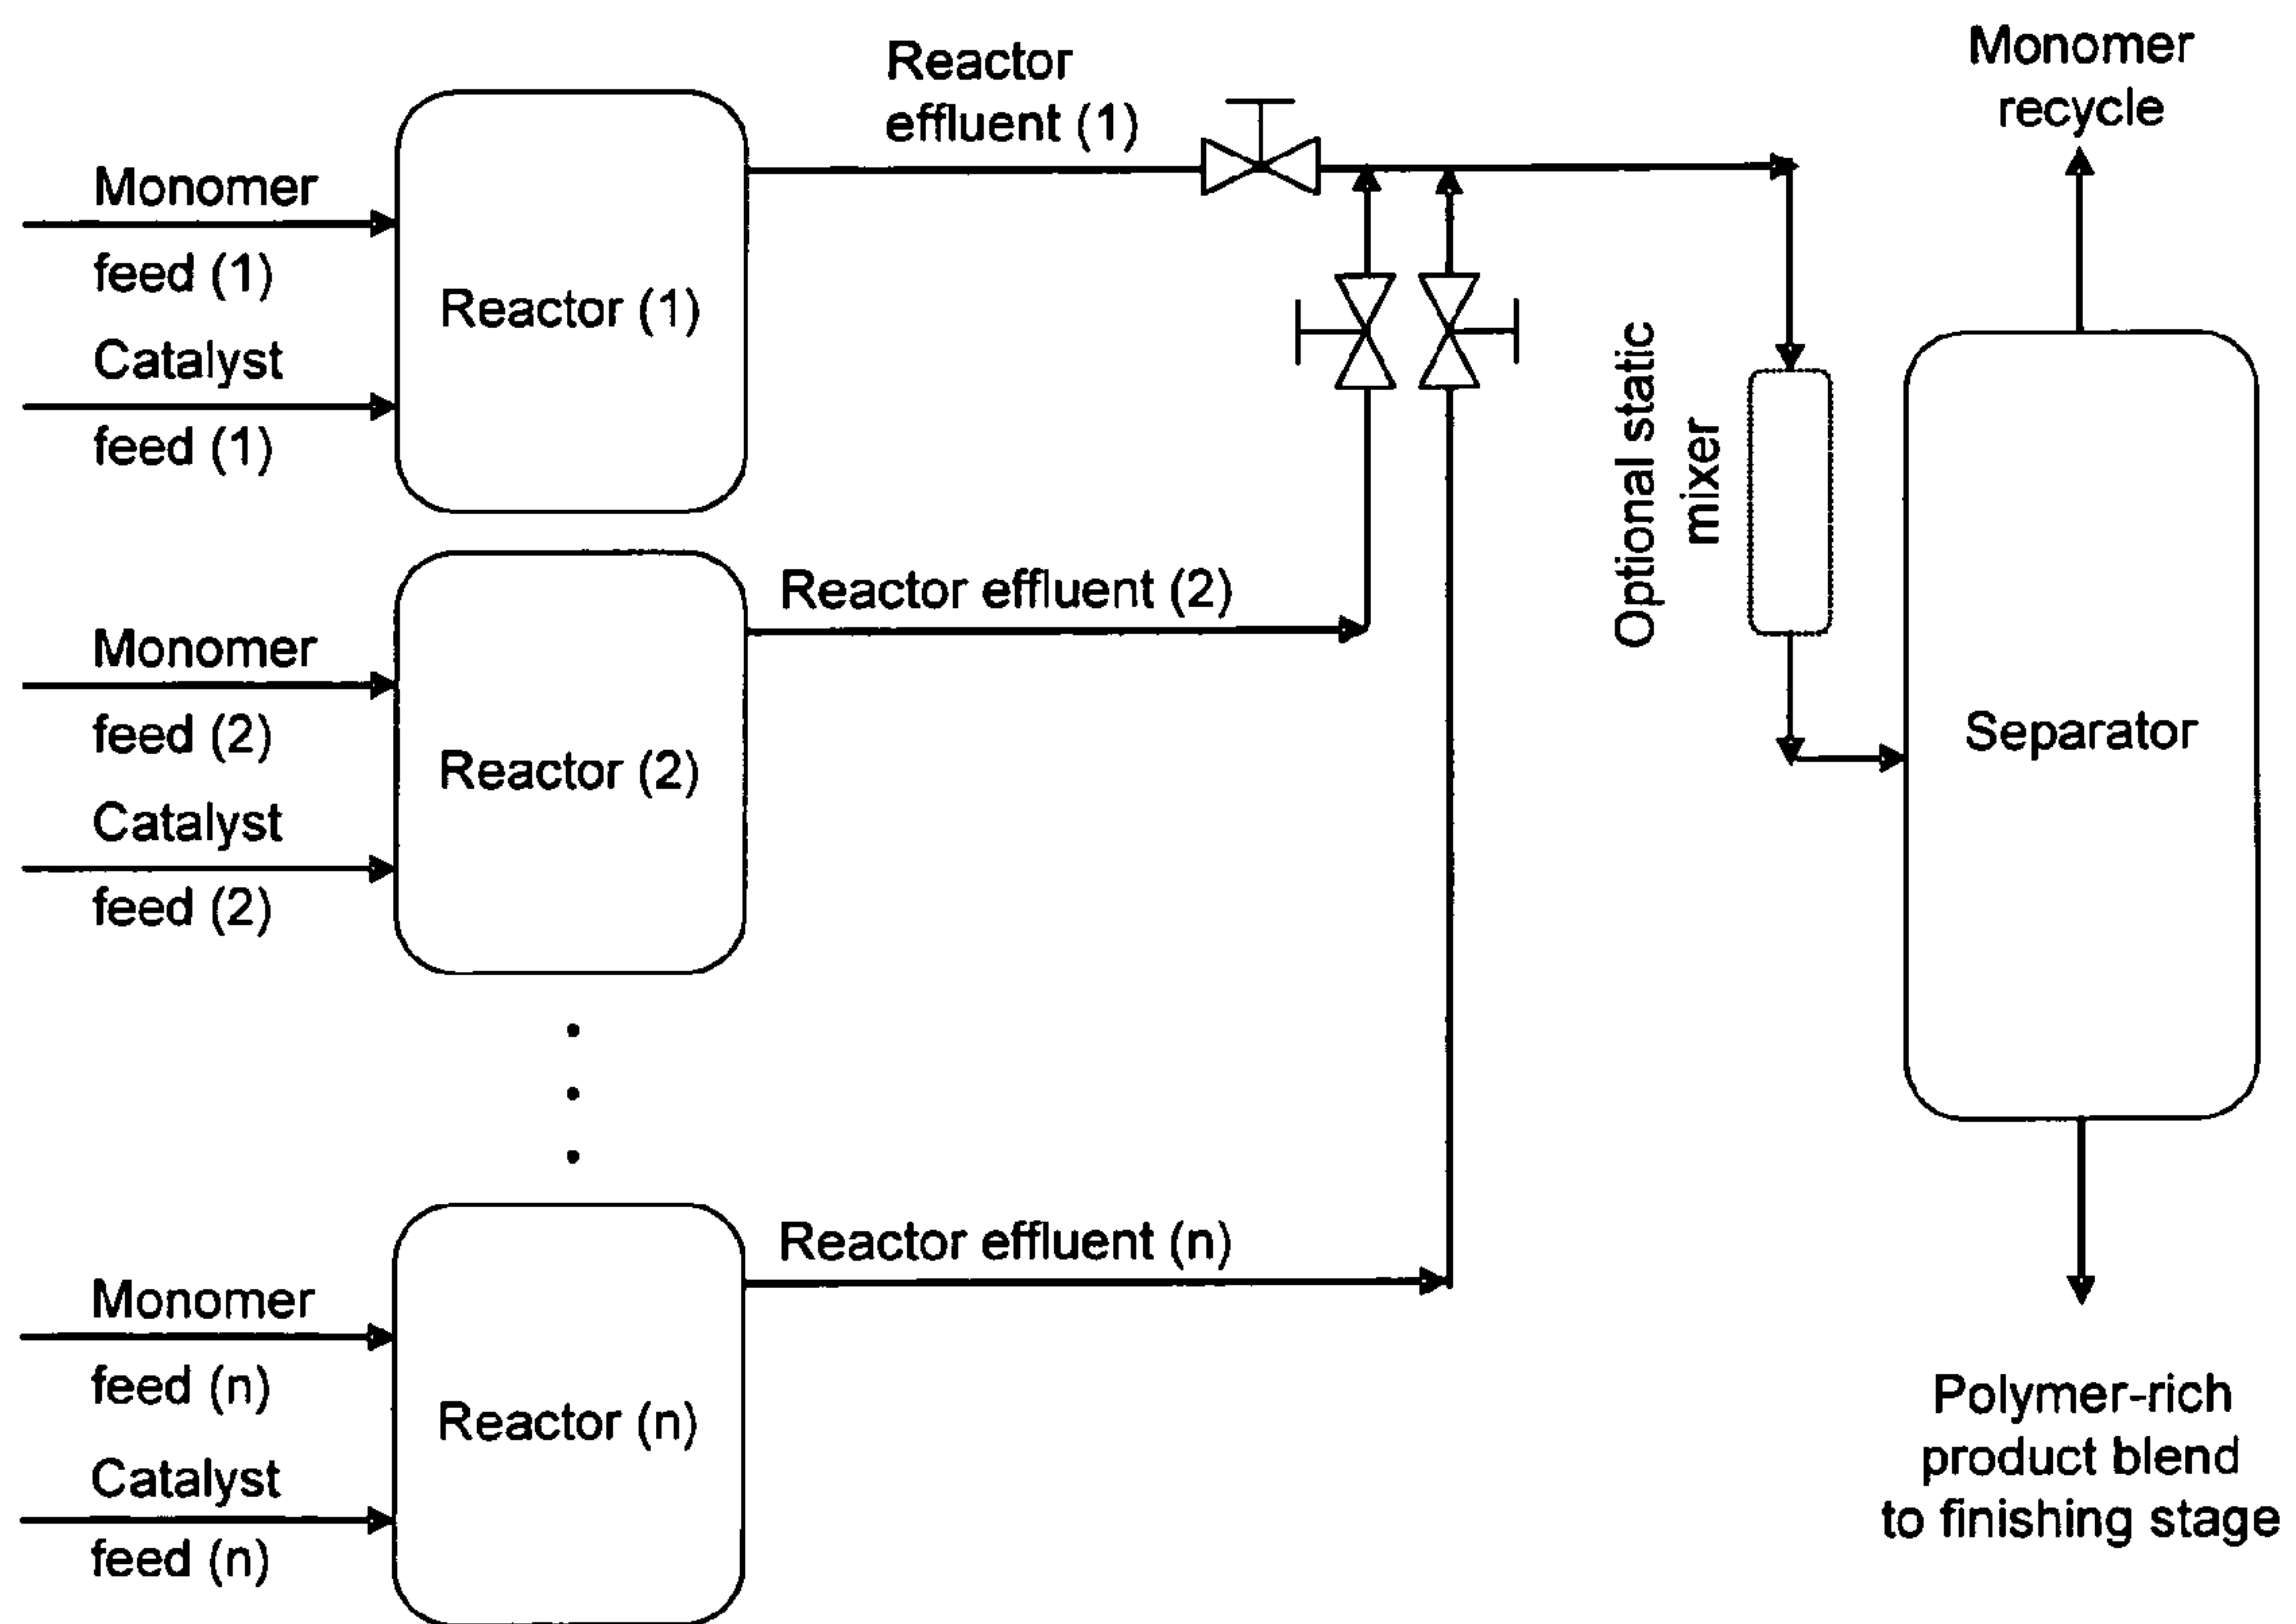 Reactor
effluent (1)
Monomer
recycle
Monomer
feed (1)
Reactor (1)
Catalyst
feed (1)
Optional static
mixer
Reactor effluent (2)
Monomer
feed (2)
Reactor (2)
Catalyst
feed (2)
Separator
Reactor effluent (n)
Monomer
feed (n)
Reactor (n)
Catalyst
feed (n)
Polymer-rich
product blend
to finishing stage